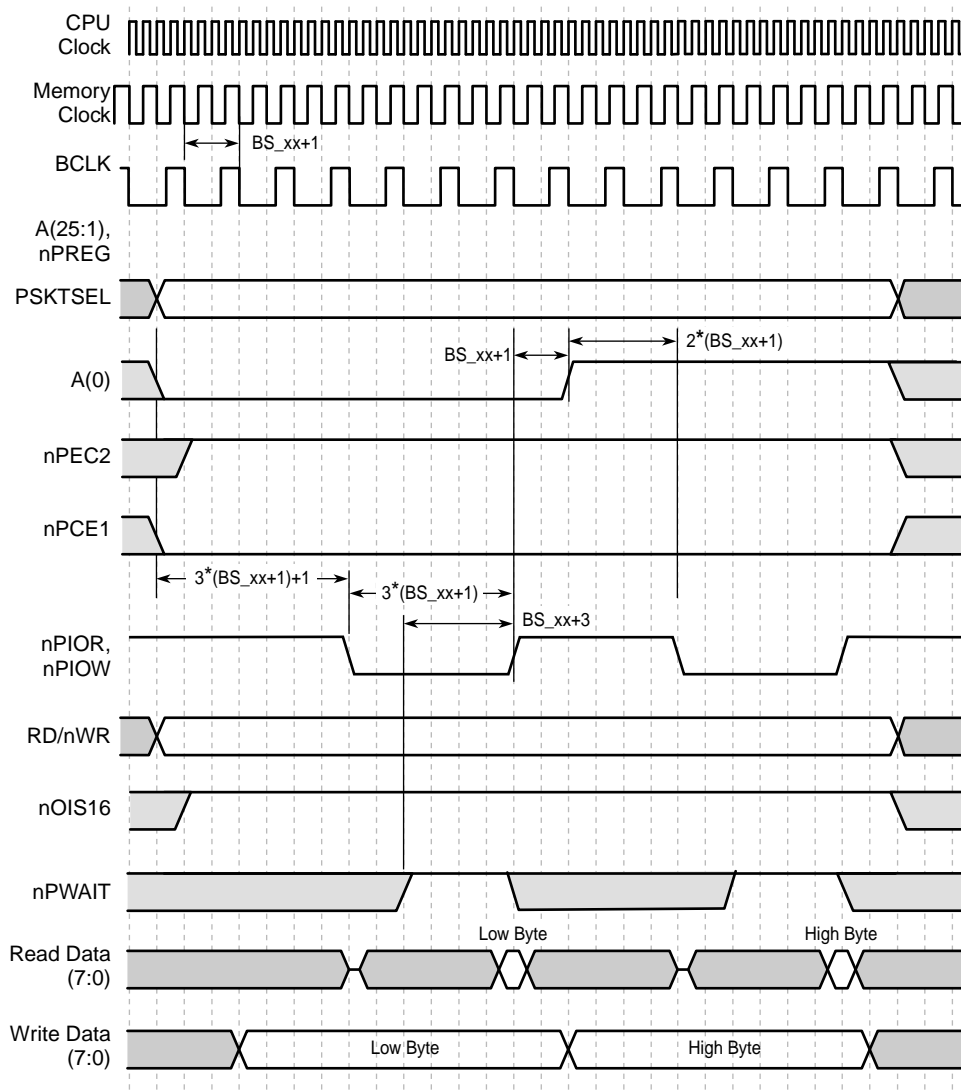 CPU
Clock
Memory
Clock
BS_xx+1
BCLK
A(25:1),
nPREG
PSKTSEL
BS_xx+1
2*(BS_xx+1)
A(0)
nPEC2
nPCE1
3*(BS_xx+1)+1
3*(BS_xx+1)
BS_xx+3
nPIOR,
nPIOW
RD/nWR
nOIS16
nPWAIT
Low Byte
High Byte
Read Data
(7:0)
Write Data
(7:0)
Low Byte
High Byte